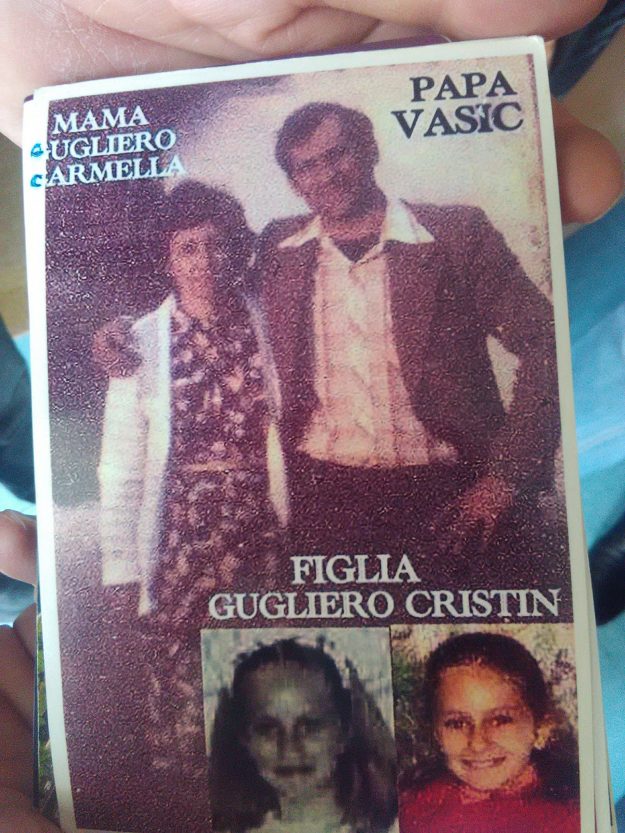 MAMA
GUGLIERO
CARMELLA
PAPA
VASIC
FIGLIA
GUGLIERO CRISTIN